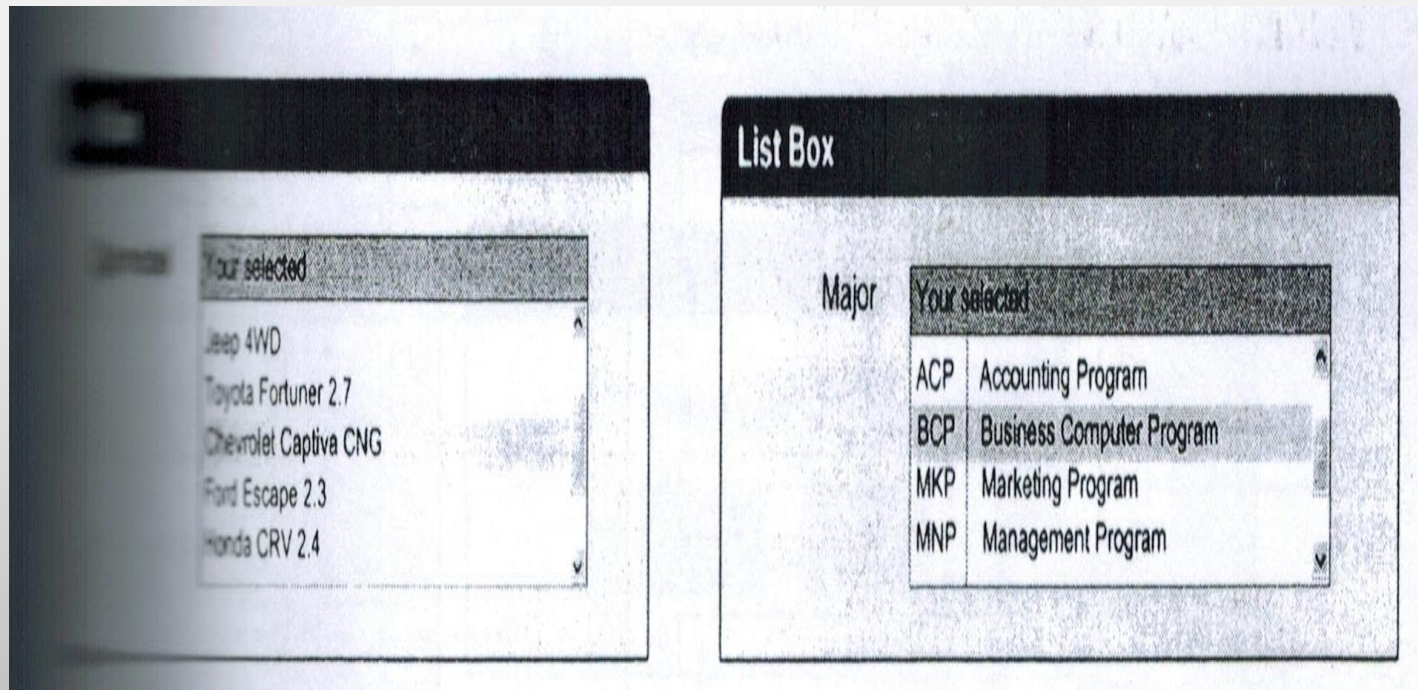 Your selected
Jeep 4WD
Toyota Fortuner 2.7
Chevrolet Captiva CNG
Ford Escape 2.3
Honda CRV 2.4
List Box
Major
Your selected
ACP Accounting Program
BCP Business Computer Program
MKP Marketing Program
MNP Management Program